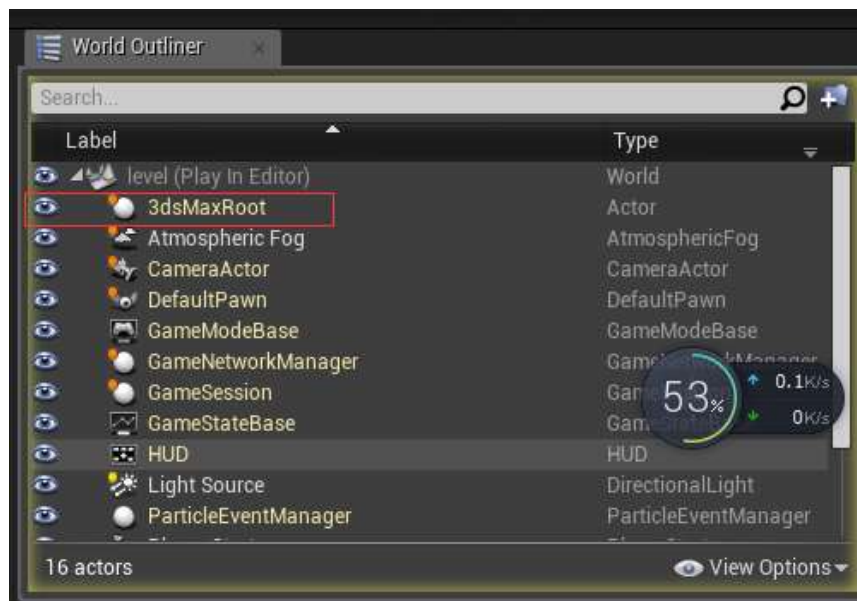 World Outliner
Search...
Label Type
level (Play In Editor) World
3dsMaxRoot Actor
Atmospheric Fog AtmosphericFog
CameraActor CameraActor
DefaultPawn DefaultPawn
GameModeBase GameModeBase
GameNetworkManager
GameSession
GameStateBase
53% 0.1K/s
0K/s
HUD HUD
Light Source DirectionalLight
ParticleEventManager ParticleEventManager
16 actors View Options